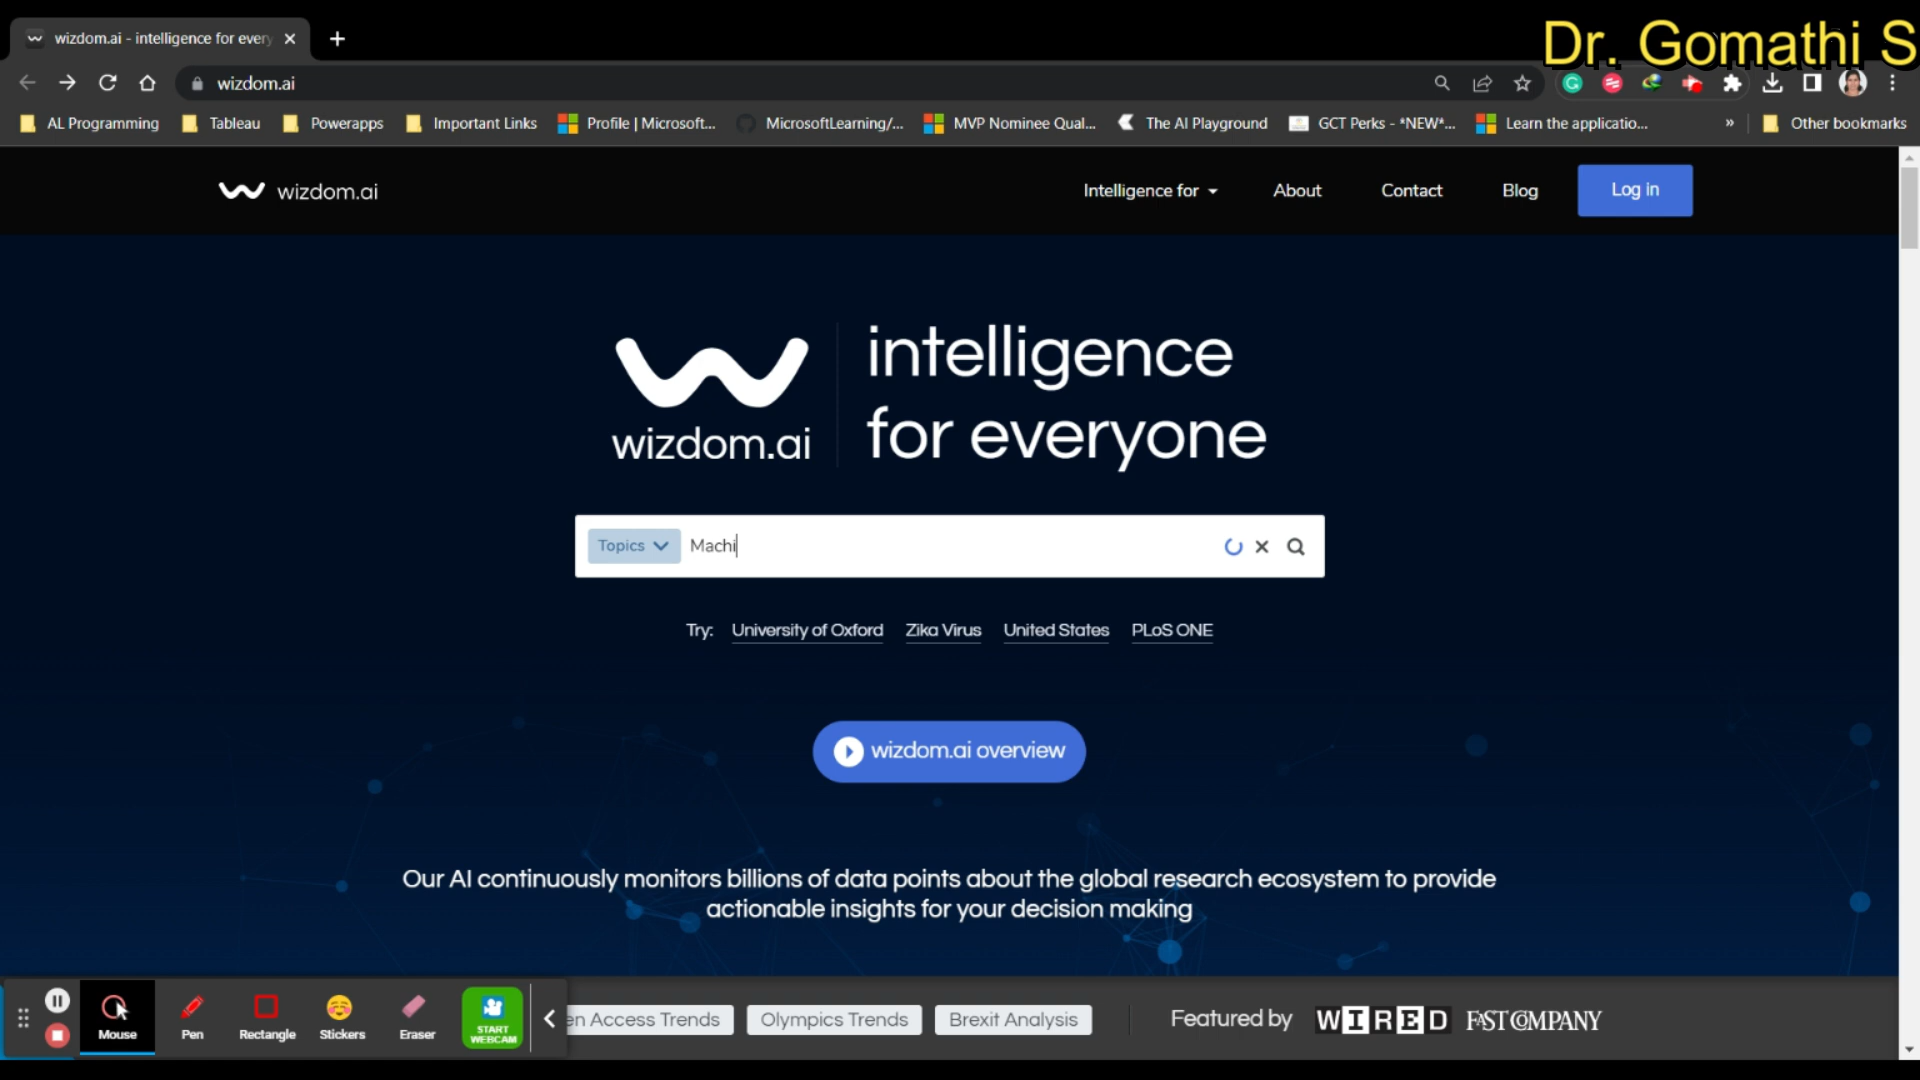 Dr. Gomathi S
wizdom.ai - intelligence for every
wizdom.ai
AL Programming Tableau Powerapps Important Links Profile | Microsoft... MicrosoftLearning/... MVP Nominee Qual... The AI Playground GCT Perks - *NEW*... Learn the applicatio... » Other bookmarks
wizdom.ai Intelligence for About Contact Blog Log in
wizdom.ai
intelligence
for everyone
Topics Machi
Try: University of Oxford Zika Virus United States PLoS ONE
wizdom.ai overview
Our AI continuously monitors billions of data points about the global research ecosystem to provide
actionable insights for your decision making
Mouse Pen Rectangle Stickers Eraser START WEBCAM
en Access Trends Olympics Trends Brexit Analysis Featured by WIRED FAST COMPANY